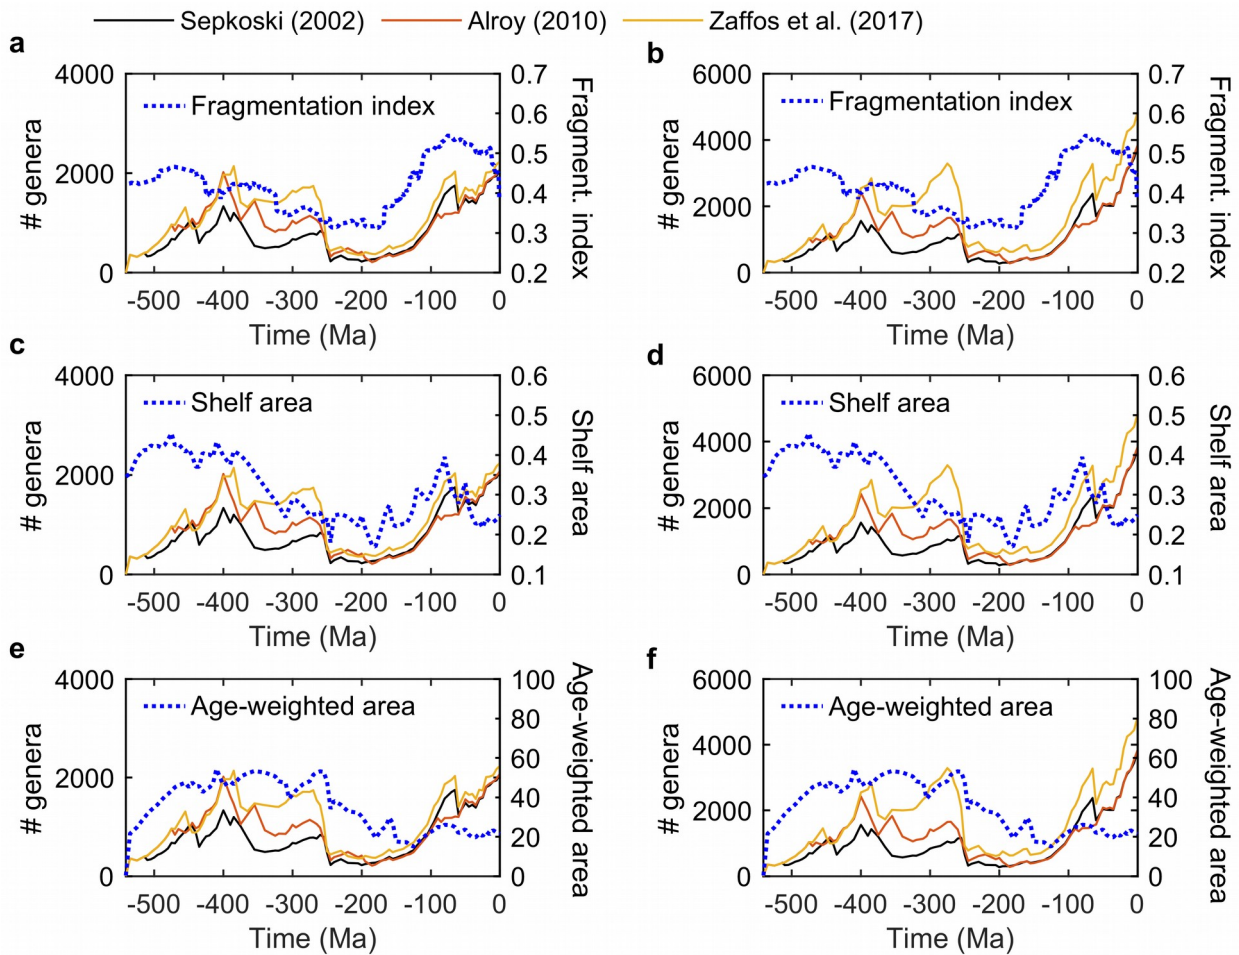 Sepkoski (2002) Alroy (2010) Zaffos et al. (2017)
a
4000
2000
0
# genera
Fragmentation index
0.7
0.6
0.5
0.4
0.3
0.2
Fragment. index
-500 -400 -300 -200 -100 0
Time (Ma)
b
6000
4000
2000
0
# genera
Fragmentation index
0.7
0.6
0.5
0.4
0.3
0.2
Fragment. index
-500 -400 -300 -200 -100 0
Time (Ma)
c
4000
2000
0
# genera
Shelf area
0.6
0.5
0.4
0.3
0.2
0.1
Shelf area
-500 -400 -300 -200 -100 0
Time (Ma)
d
6000
4000
2000
0
# genera
Shelf area
0.6
0.5
0.4
0.3
0.2
0.1
Shelf area
-500 -400 -300 -200 -100 0
Time (Ma)
e
4000
2000
0
# genera
Age-weighted area
100
80
60
40
20
0
Age-weighted area
-500 -400 -300 -200 -100 0
Time (Ma)
f
6000
4000
2000
0
# genera
Age-weighted area
100
80
60
40
20
0
Age-weighted area
-500 -400 -300 -200 -100 0
Time (Ma)